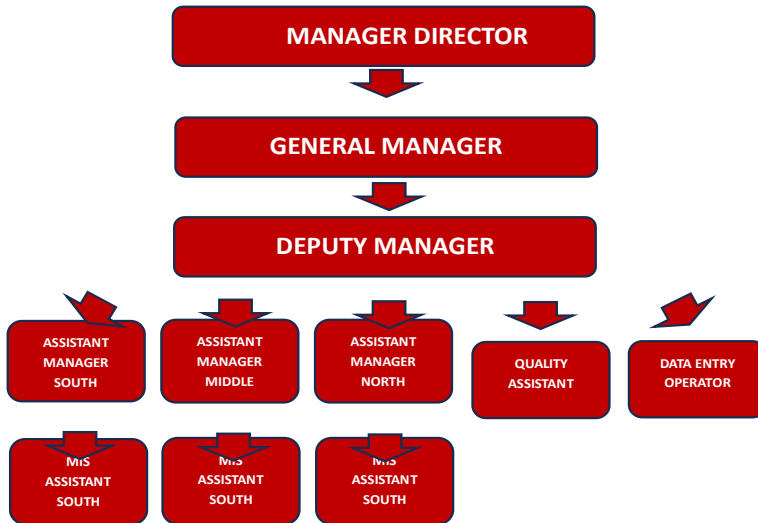 MANAGER DIRECTOR
GENERAL MANAGER
DEPUTY MANAGER
ASSISTANT
MANAGER
SOUTH
ASSISTANT
MANAGER
MIDDLE
ASSISTANT
MANAGER
NORTH
QUALITY
ASSISTANT
DATA ENTRY
OPERATOR
MIS
ASSISTANT
SOUTH
MIS
ASSISTANT
SOUTH
MIS
ASSISTANT
SOUTH